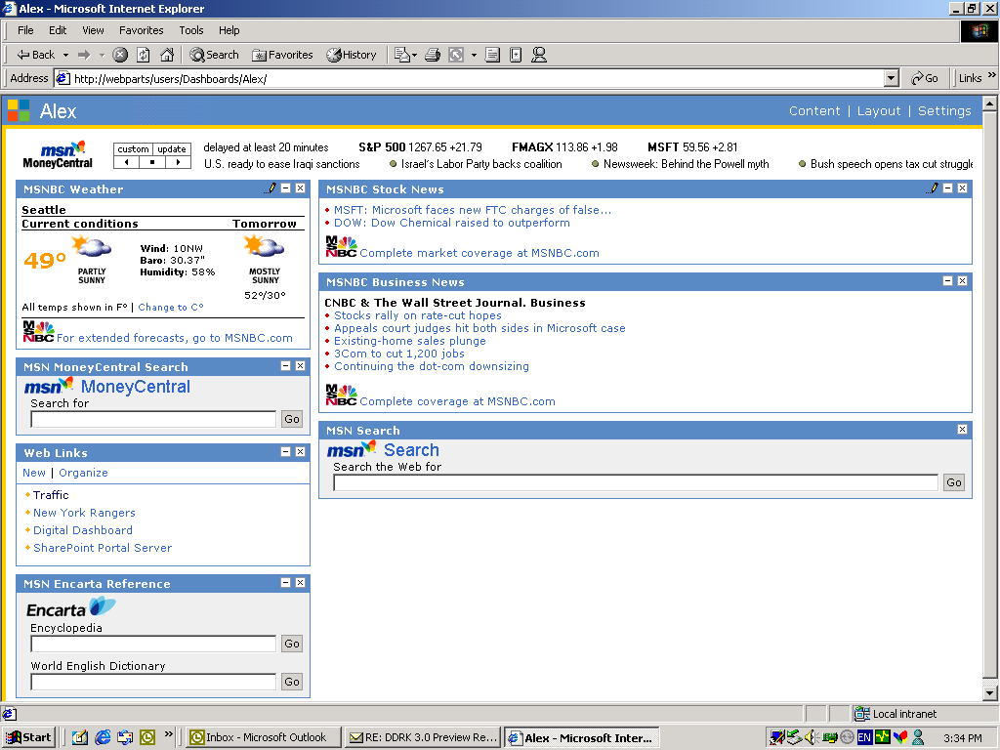 Alex - Microsoft Internet Explorer
File Edit View Favorites Tools Help
Back Search Favorites History
Address http://webparts/users/Dashboards/Alex/ Go Links »
Alex Content | Layout | Settings
msn MoneyCentral
custom update
delayed at least 20 minutes S&P 500 1267.65 +21.79 FMAGX 113.86 +1.98 MSFT 59.56 +2.81
U.S. ready to ease Iraqi sanctions Israel's Labor Party backs coalition Newsweek: Behind the Powell myth Bush speech opens tax cut struggle
MSNBC Weather
Seattle
Current conditions Tomorrow
49°
PARTLY SUNNY
Wind: 10NW
Baro: 30.37"
Humidity: 58%
MOSTLY SUNNY
52°/30°
All temps shown in F° | Change to C°
MSNBC For extended forecasts, go to MSNBC.com
MSN MoneyCentral Search
msn MoneyCentral
Search for
Go
Web Links
New | Organize
Traffic
New York Rangers
Digital Dashboard
SharePoint Portal Server
MSN Encarta Reference
Encarta
Encyclopedia
Go
World English Dictionary
Go
MSNBC Stock News
MSFT: Microsoft faces new FTC charges of false...
DOW: Dow Chemical raised to outperform
MSNBC Complete market coverage at MSNBC.com
MSNBC Business News
CNBC & The Wall Street Journal. Business
Stocks rally on rate-cut hopes
Appeals court judges hit both sides in Microsoft case
Existing-home sales plunge
3Com to cut 1,200 jobs
Continuing the dot-com downsizing
MSNBC Complete coverage at MSNBC.com
MSN Search
msn Search
Search the Web for
Go
Local intranet
Start » Inbox - Microsoft Outlook RE: DDRK 3.0 Preview Re... Alex - Microsoft Inter... EN 3:34 PM